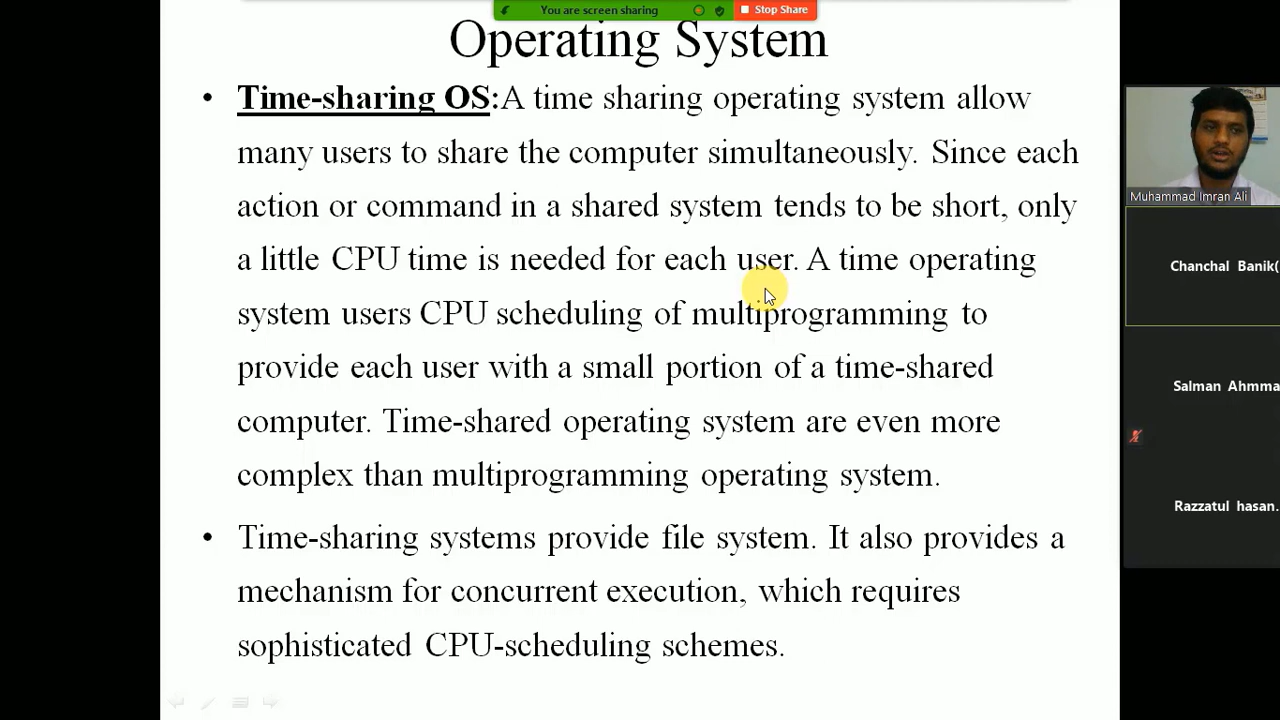 You are screen sharing
Stop Share
Operating System
• Time-sharing OS:A time sharing operating system allow
many users to share the computer simultaneously. Since each
action or command in a shared system tends to be short, only
a little CPU time is needed for each user. A time operating
system users CPU scheduling of multiprogramming to
provide each user with a small portion of a time-shared
computer. Time-shared operating system are even more
complex than multiprogramming operating system.
• Time-sharing systems provide file system. It also provides a
mechanism for concurrent execution, which requires
sophisticated CPU-scheduling schemes.
Muhammad Imran Ali
Chanchal Banik(
Salman Ahmma
Razzatul hasan.